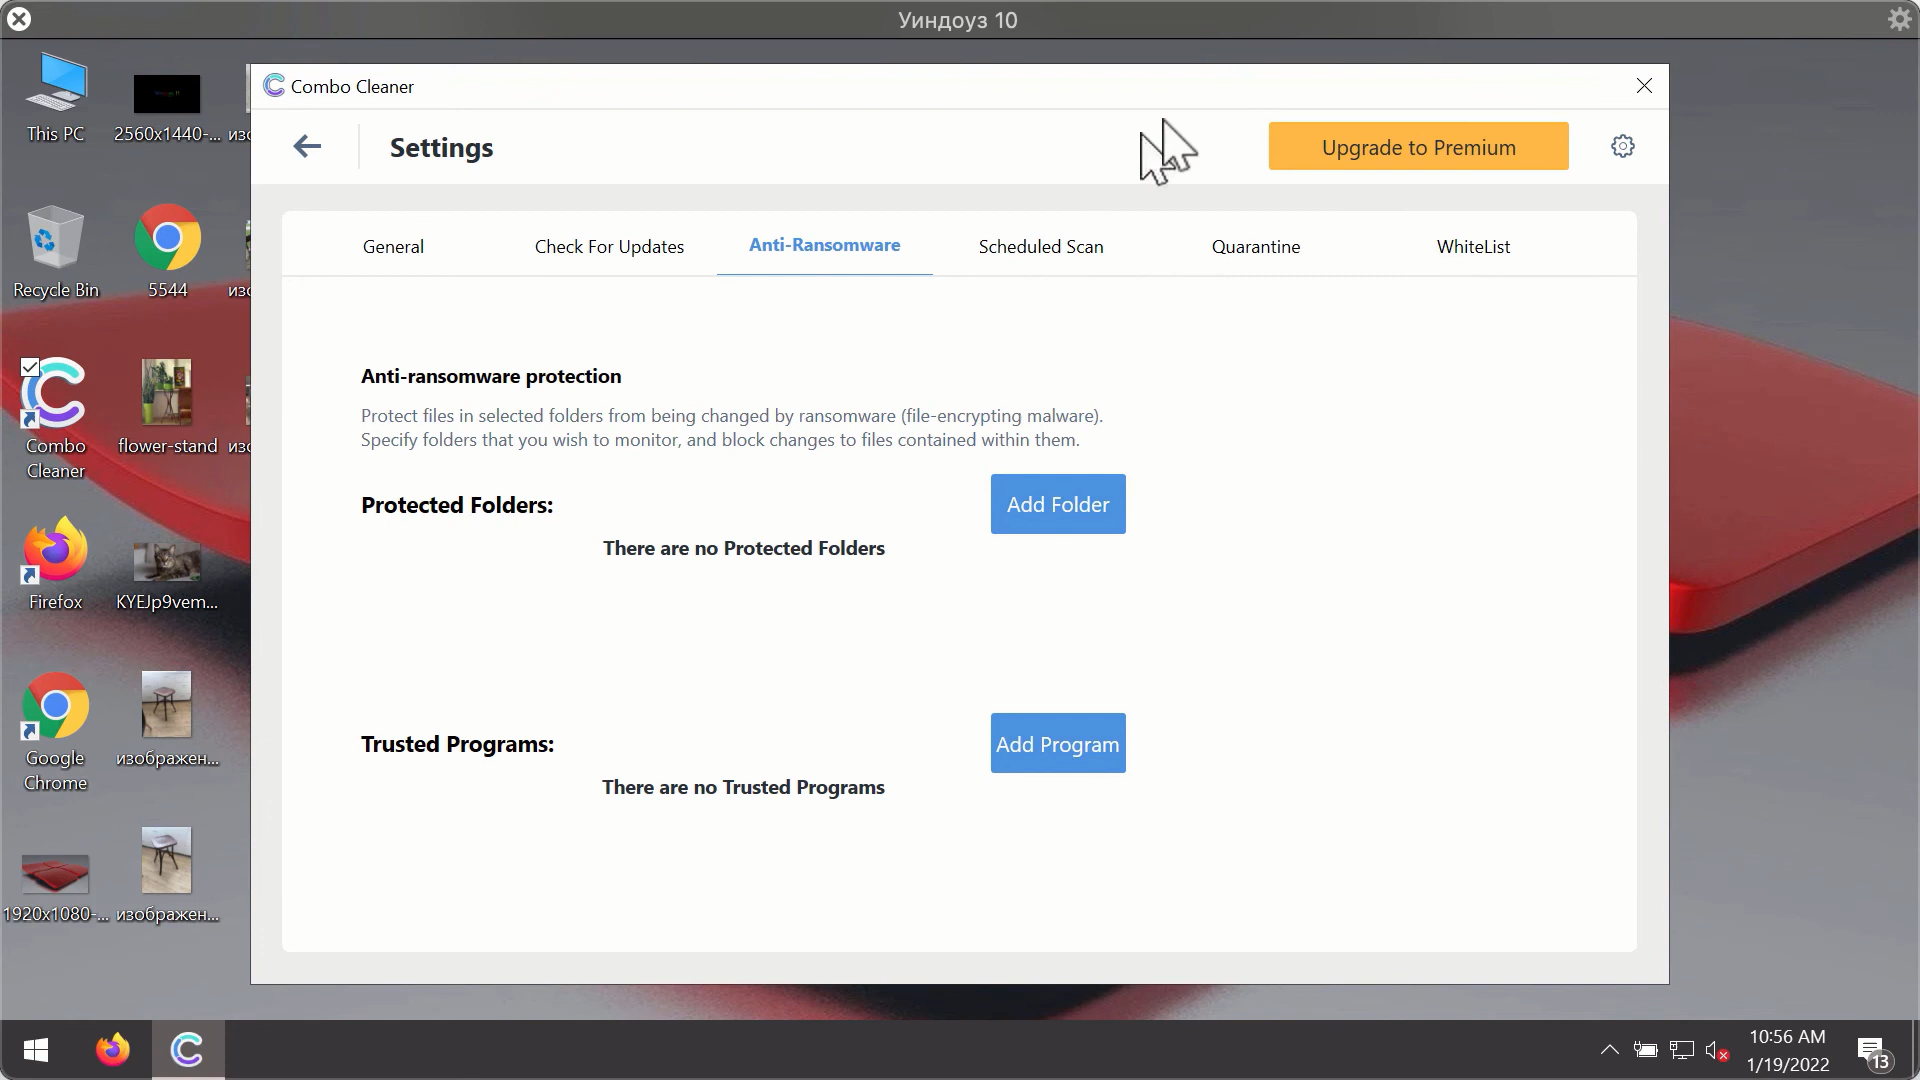 Уиндоуз 10
This PC
2560x1440-...
изо
Combo Cleaner
Settings
Upgrade to Premium
General
Check For Updates
Anti-Ransomware
Scheduled Scan
Quarantine
WhiteList
Recycle Bin
5544
изо
Combo
Cleaner
flower-stand
изо
Anti-ransomware protection
Protect files in selected folders from being changed by ransomware (file-encrypting malware).
Specify folders that you wish to monitor, and block changes to files contained within them.
Protected Folders:
Add Folder
There are no Protected Folders
Firefox
KYEJp9vem...
Trusted Programs:
Add Program
There are no Trusted Programs
Google
Chrome
изображен...
1920x1080-...
изображен...
10:56 AM
1/19/2022
13